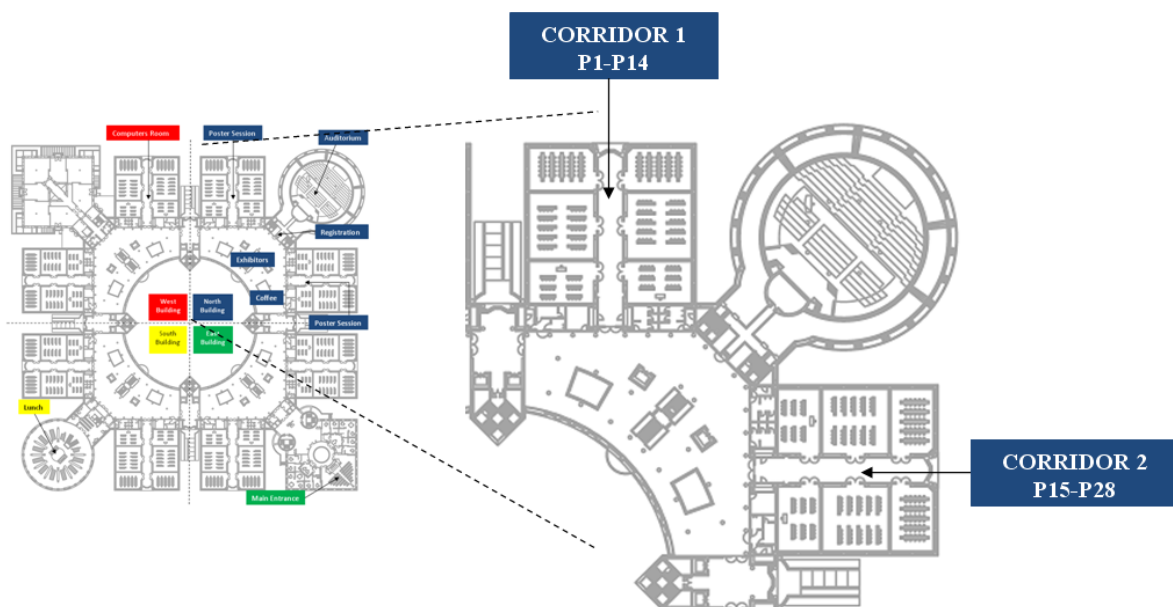 CORRIDOR 1
P1-P14
Computers Room
Poster Session
Auditorium
Registration
Exhibitors
Coffee
West
Building
North
Building
Poster Session
South
Building
East
Building
Lunch
Main Entrance
CORRIDOR 2
P15-P28